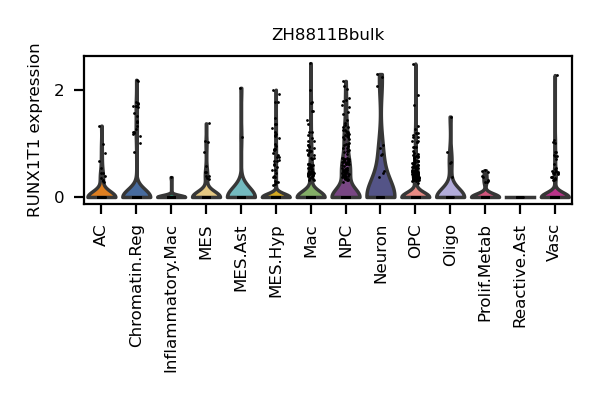 ZH8811Bbulk
RUNX1T1 expression
2
0
AC
Chromatin.Reg
Inflammatory.Mac
MES
MES.Ast
MES.Hyp
Mac
NPC
Neuron
OPC
Oligo
Prolif.Metab
Reactive.Ast
Vasc